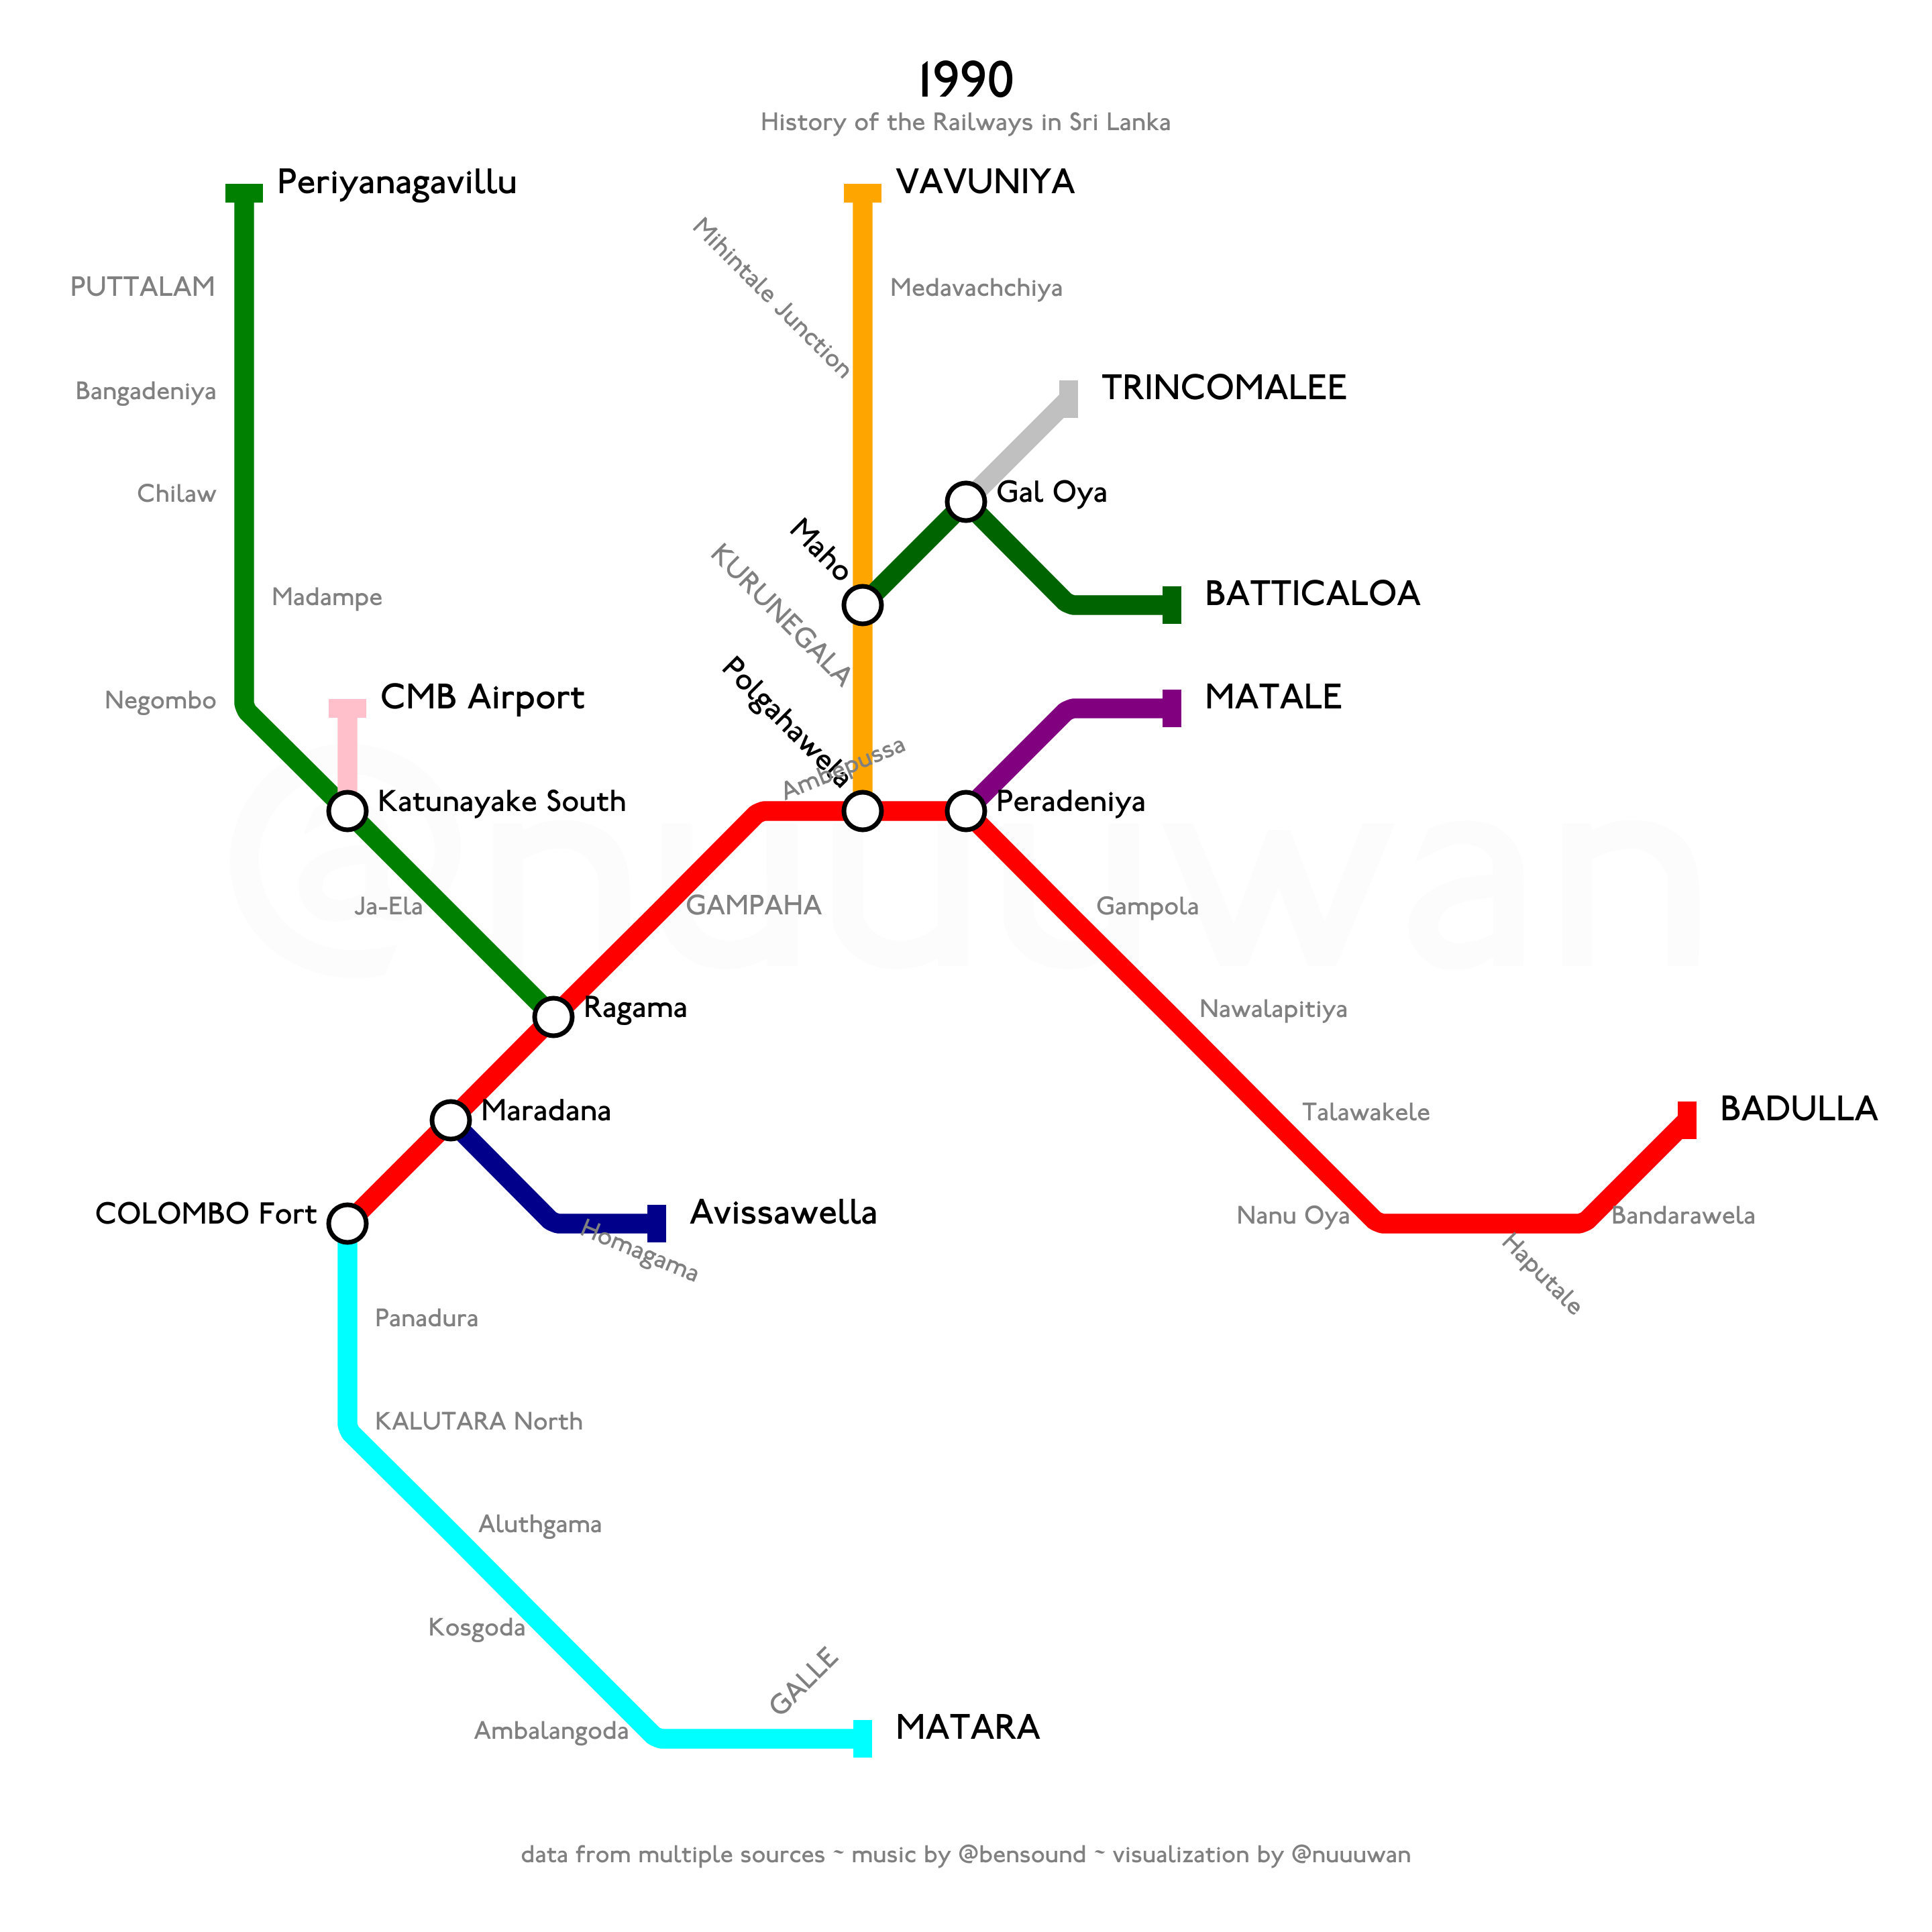 1990
History of the Railways in Sri Lanka
Periyanagavillu
VAVUNIYA
Mihintale Junction
PUTTALAM
Medavachchiya
Bangadeniya
TRINCOMALEE
Chilaw
Gal Oya
Maho
KURUNEGALA
Madampe
BATTICALOA
Negombo
CMB Airport
Polgahawela
MATALE
Ambepussa
Katunayake South
Peradeniya
@nuuuwan
Ja-Ela
GAMPAHA
Gampola
Ragama
Nawalapitiya
Maradana
Talawakele
BADULLA
COLOMBO Fort
Avissawella
Homagama
Nanu Oya
Bandarawela
Haputale
Panadura
KALUTARA North
Aluthgama
Kosgoda
GALLE
Ambalangoda
MATARA
data from multiple sources ~ music by @bensound ~ visualization by @nuuuwan